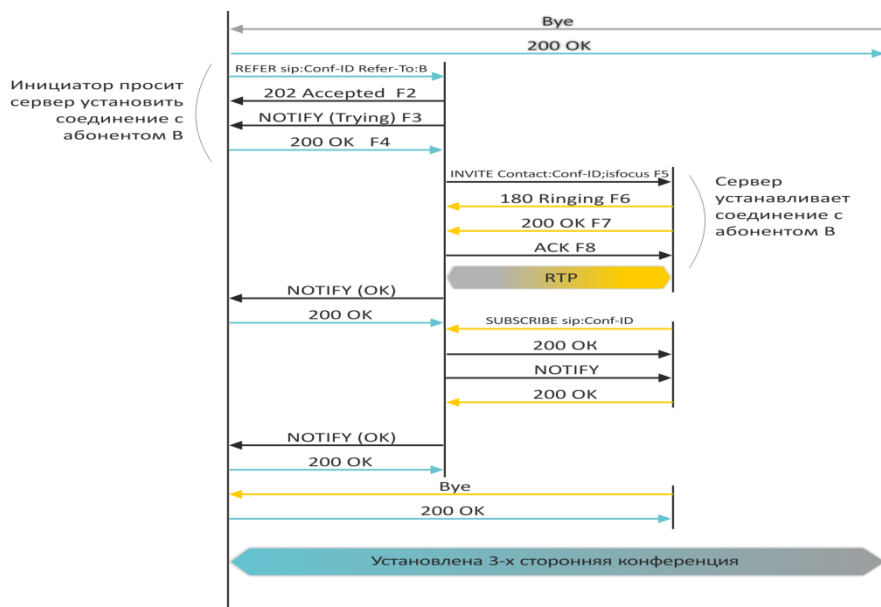 Bye
200 OK
REFER sip:Conf-ID Refer-To:B
Инициатор просит
сервер установить
соединение с
абонентом В
202 Accepted F2
NOTIFY (Trying) F3
200 OK F4
INVITE Contact:Conf-ID;isfocus F5
180 Ringing F6
200 OK F7
ACK F8
Сервер
устанавливает
соединение с
абонентом В
RTP
NOTIFY (OK)
200 OK
SUBSCRIBE sip:Conf-ID
200 OK
NOTIFY
200 OK
NOTIFY (OK)
200 OK
Bye
200 OK
Установлена 3-х сторонняя конференция